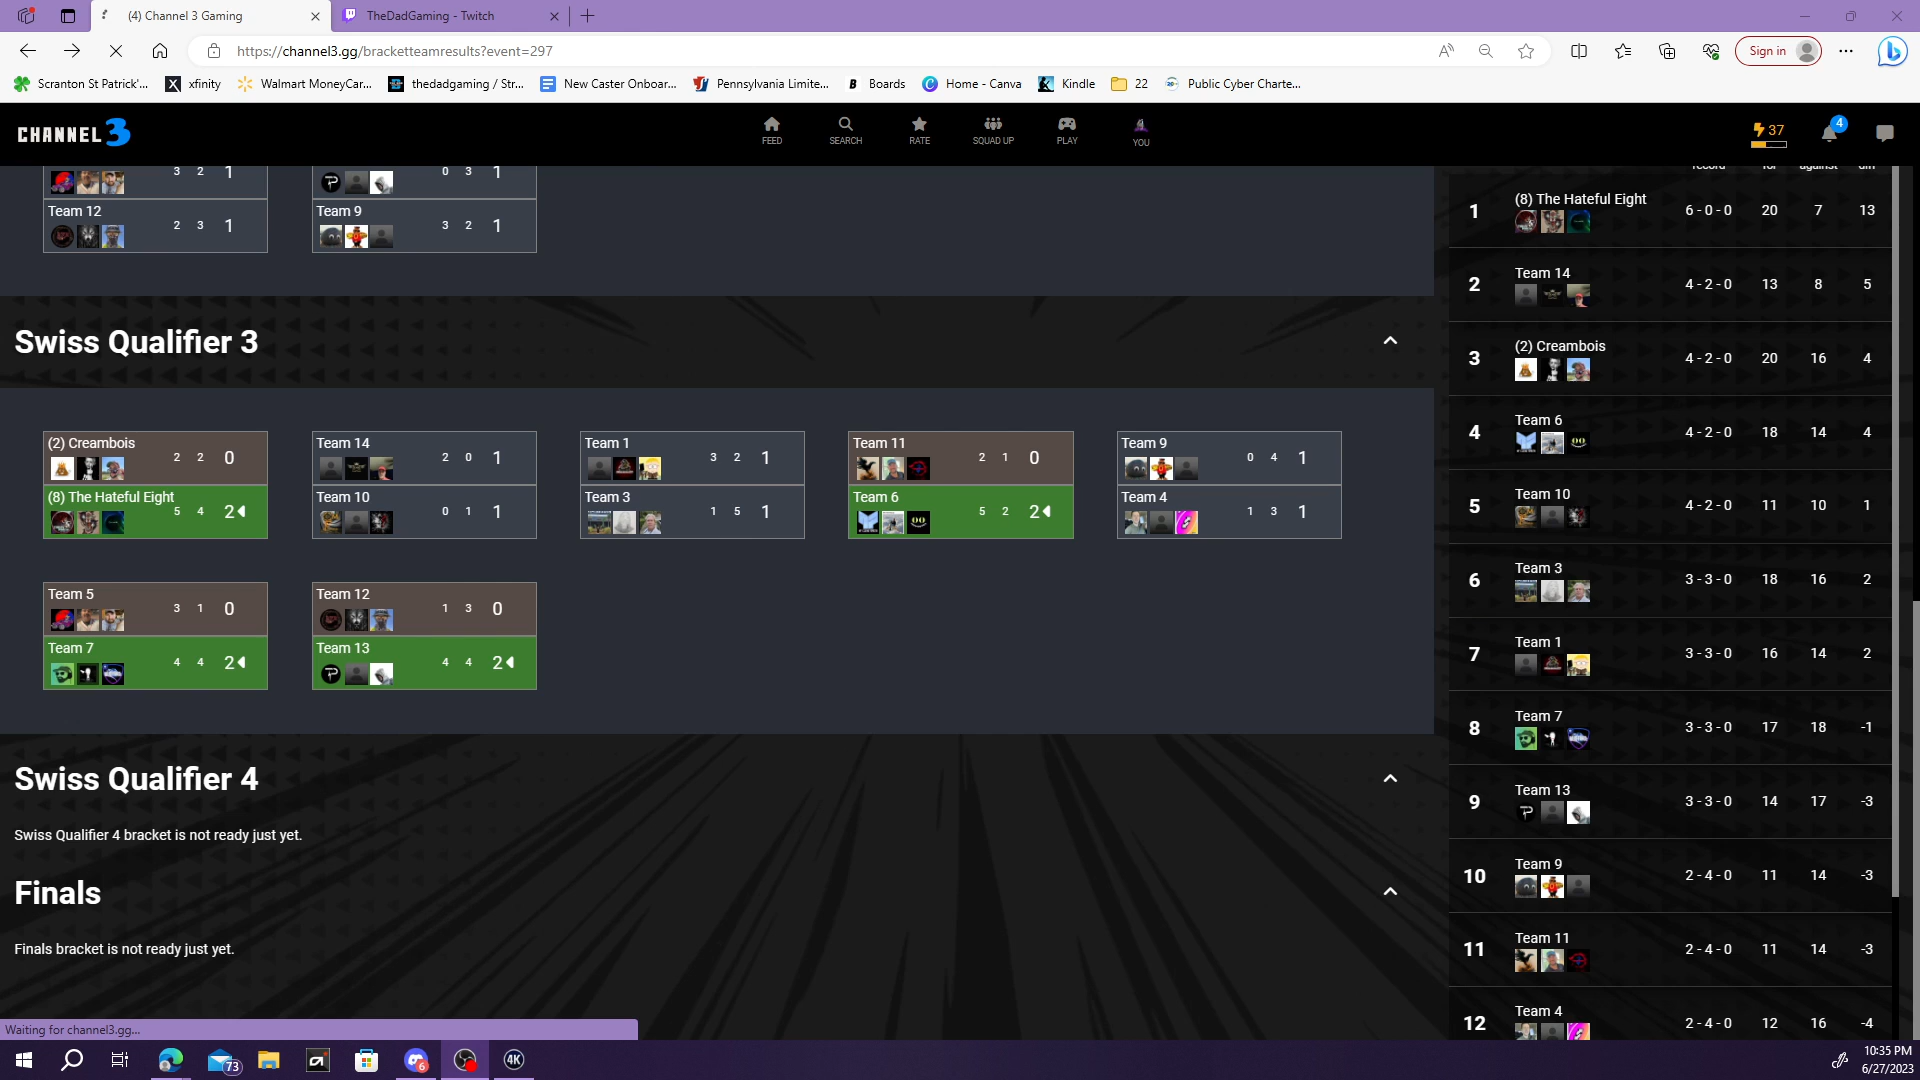 (4) Channel 3 Gaming
TheDadGaming - Twitch
https://channel3.gg/bracketteamresults?event=297
Sign in
Scranton St Patrick'...
xfinity
Walmart MoneyCar...
thedadgaming / Str...
New Caster Onboar...
Pennsylvania Limite...
Boards
Home - Canva
Kindle
22
Public Cyber Charte...
CHANNEL 3
FEED
SEARCH
RATE
SQUAD UP
PLAY
YOU
37
4
3 2 1
Team 12
2 3 1
0 3 1
Team 9
3 2 1
Swiss Qualifier 3
(2) Creambois
2 2 0
(8) The Hateful Eight
5 4 2
Team 14
2 0 1
Team 10
0 1 1
Team 1
3 2 1
Team 3
1 5 1
Team 11
2 1 0
Team 6
5 2 2
Team 9
0 4 1
Team 4
1 3 1
Team 5
3 1 0
Team 7
4 4 2
Team 12
1 3 0
Team 13
4 4 2
Swiss Qualifier 4
Swiss Qualifier 4 bracket is not ready just yet.
Finals
Finals bracket is not ready just yet.
record for against diff
1 (8) The Hateful Eight 6 - 0 - 0 20 7 13
2 Team 14 4 - 2 - 0 13 8 5
3 (2) Creambois 4 - 2 - 0 20 16 4
4 Team 6 4 - 2 - 0 18 14 4
5 Team 10 4 - 2 - 0 11 10 1
6 Team 3 3 - 3 - 0 18 16 2
7 Team 1 3 - 3 - 0 16 14 2
8 Team 7 3 - 3 - 0 17 18 -1
9 Team 13 3 - 3 - 0 14 17 -3
10 Team 9 2 - 4 - 0 11 14 -3
11 Team 11 2 - 4 - 0 11 14 -3
12 Team 4 2 - 4 - 0 12 16 -4
Waiting for channel3.gg...
73
6
4K
10:35 PM
6/27/2023